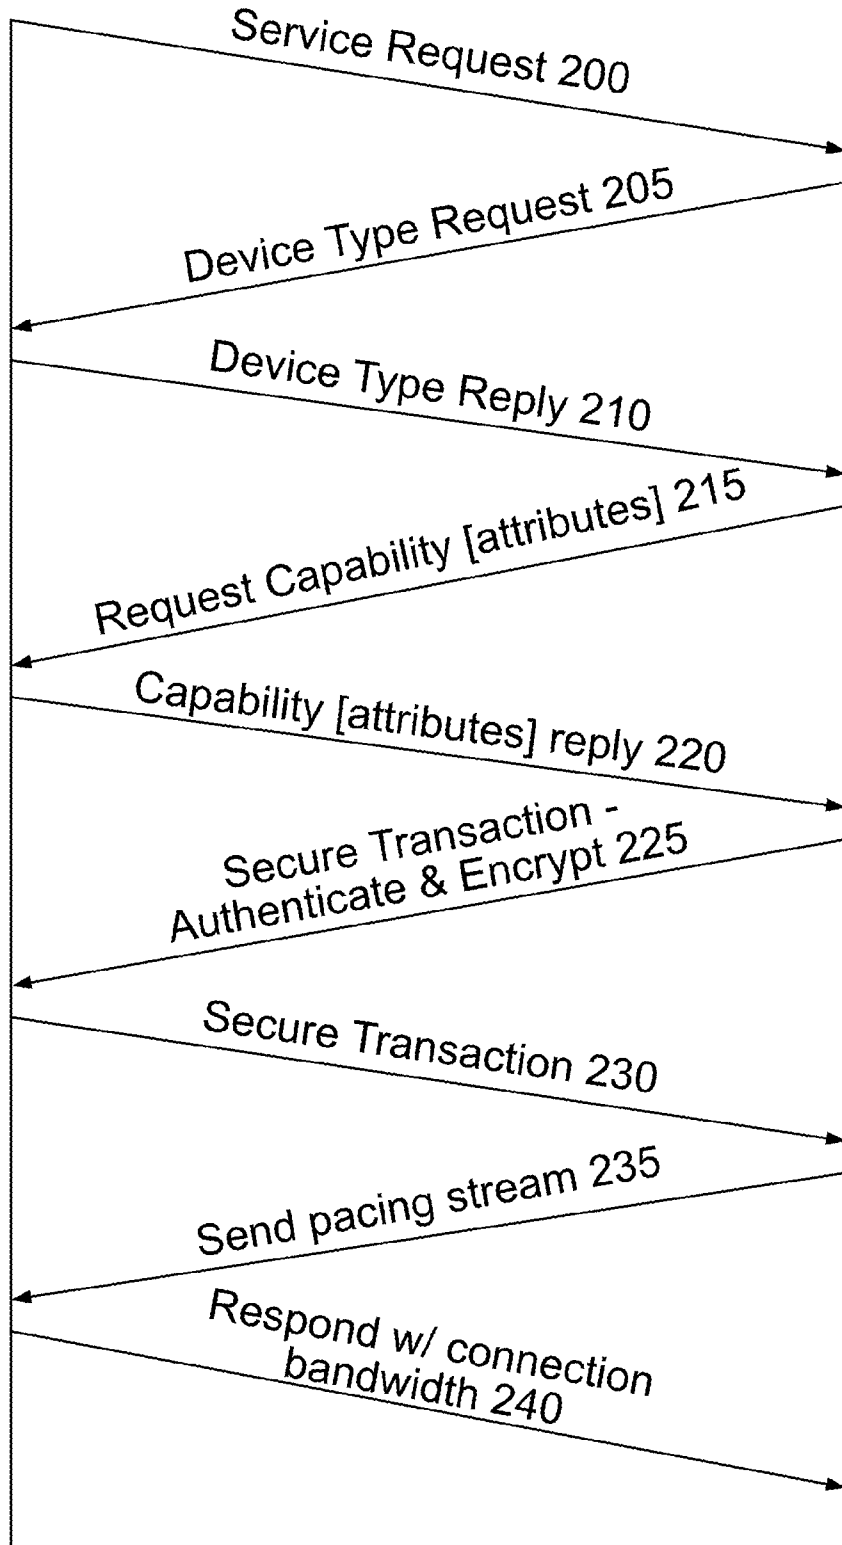 Service Request 200
Device Type Request 205
Device Type Reply 210
Request Capability [attributes] 215
Capability [attributes] reply 220
Secure Transaction -
Authenticate & Encrypt 225
Secure Transaction 230
Send pacing stream 235
Respond w/ connection
bandwidth 240